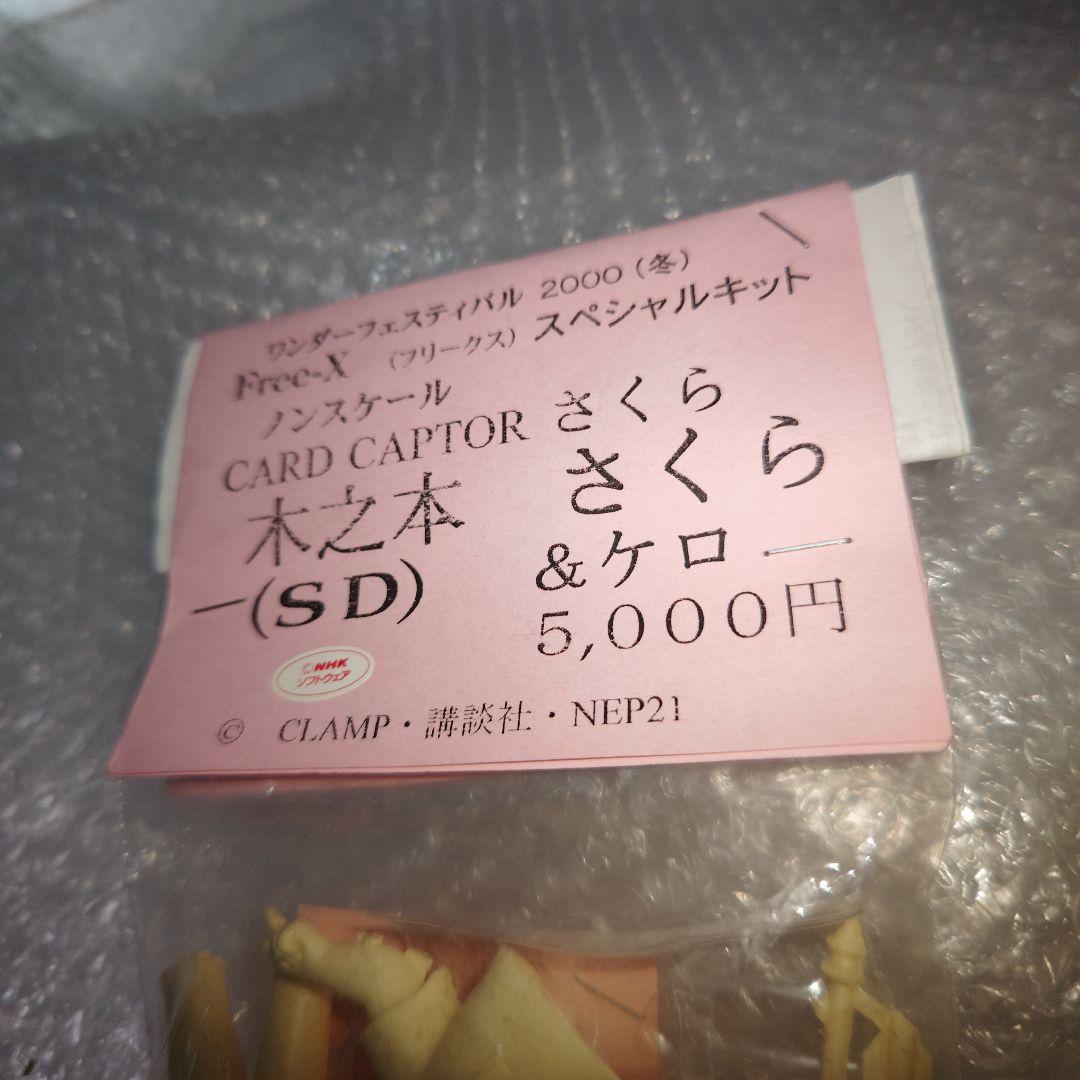 ワンダーフェスティバル 2000 (冬)
Free-X (フリークス) スペシャルキット
ノンスケール
CARD CAPTOR さくら
木之本 さくら
&ケロ
ー(SD) 5,000円
©NHK
ソフトウェア
© CLAMP・講談社・NEP21